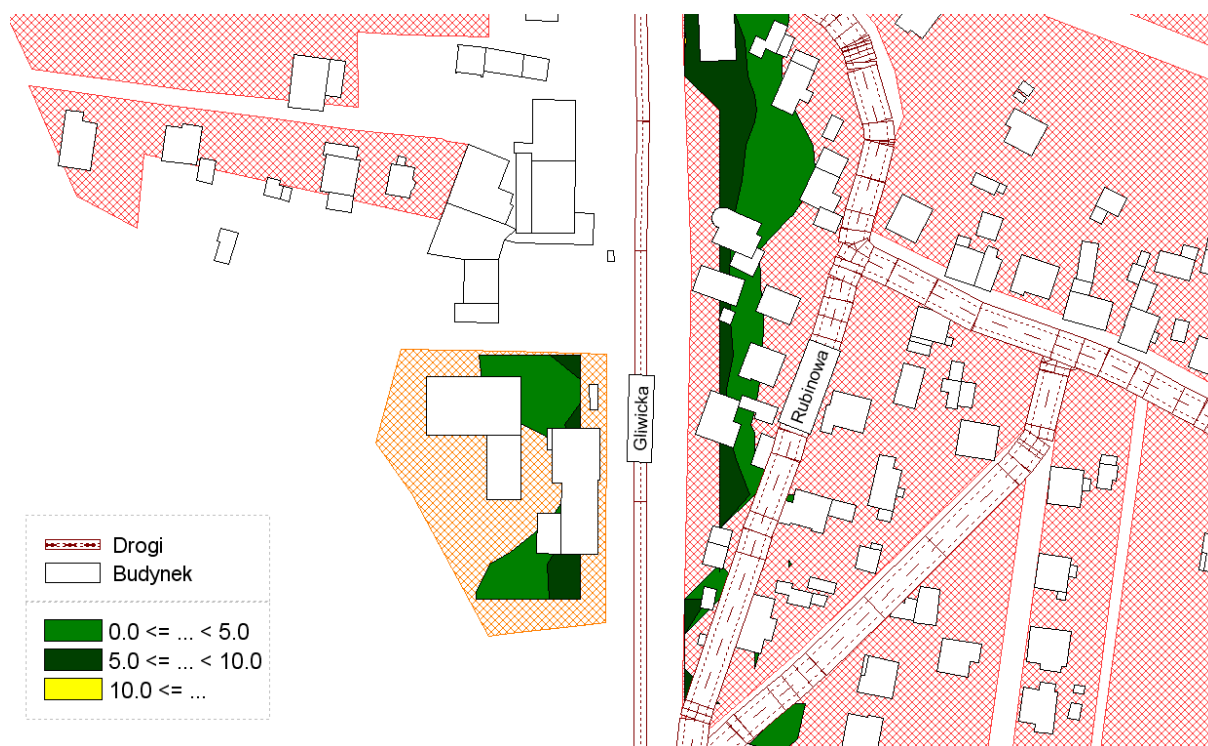 Rubinowa
Gliwicka
Drogi
Budynek
0.0 <= ... < 5.0
5.0 <= ... < 10.0
10.0 <= ...